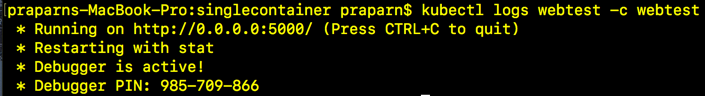 praparns-MacBook-Pro:singlecontainer praparn$ kubectl logs webtest -c webtest
 * Running on http://0.0.0.0:5000/ (Press CTRL+C to quit)
 * Restarting with stat
 * Debugger is active!
 * Debugger PIN: 985-709-866